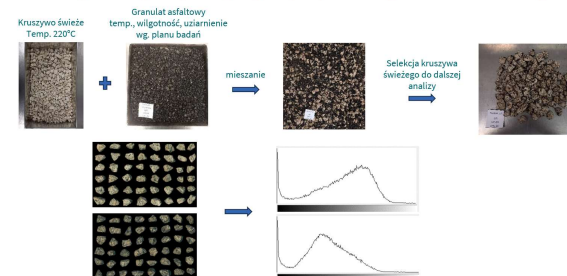 Kruszywo świeże
Temp. 220°C
Granulat asfaltowy
temp., wilgotność, uziarnienie
wg. planu badań
mieszanie
Selekcja kruszywa
świeżego do dalszej
analizy